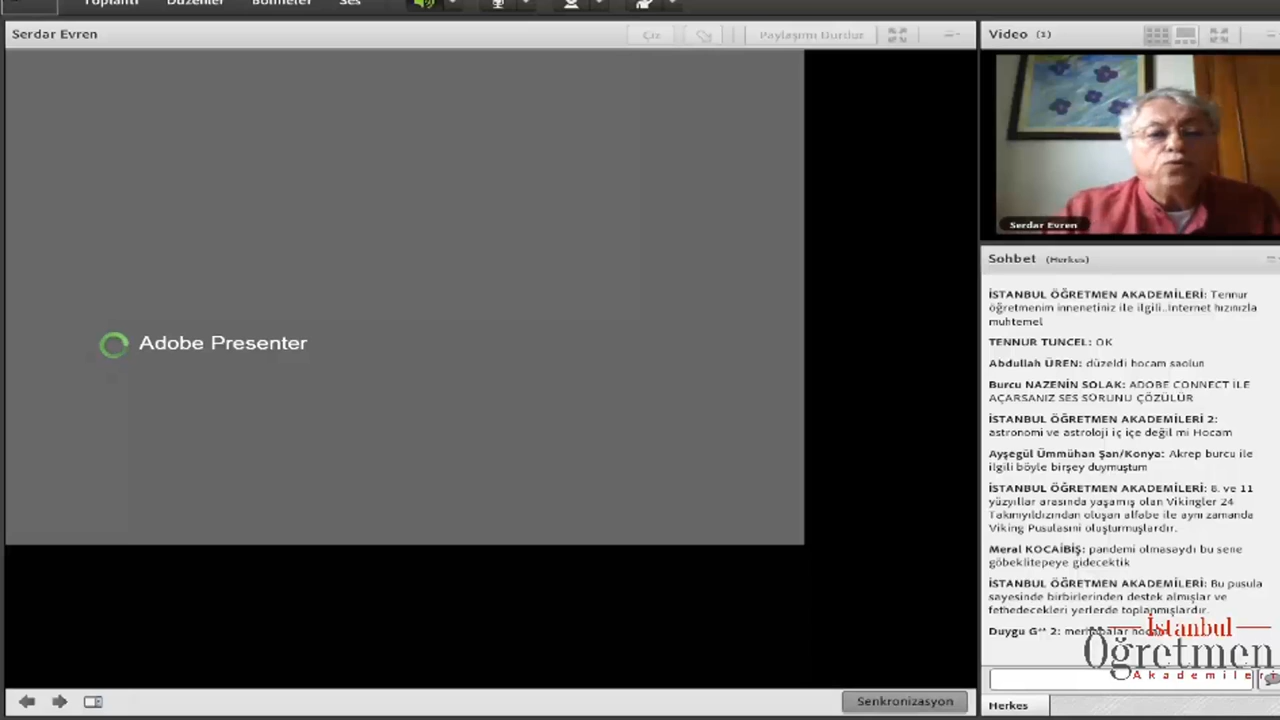 Toplantı Düzenler Bölmeler Ses
Serdar Evren
Çiz
Paylaşımı Durdur
Adobe Presenter
Senkronizasyon
Video (1)
Serdar Evren
Sohbet (Herkes)
İSTANBUL ÖĞRETMEN AKADEMİLERİ: Tennur
öğretmenim innenetiniz ile ilgili..Internet hızınızla
muhtemel
TENNUR TUNCEL: OK
Abdullah ÜREN: düzeldi hocam saolun
Burcu NAZENİN SOLAK: ADOBE CONNECT İLE
AÇARSANIZ SES SORUNU ÇÖZÜLÜR
İSTANBUL ÖĞRETMEN AKADEMİLERİ 2:
astronomi ve astroloji iç içe değil mi Hocam
Ayşegül Ümmühan Şan/Konya: Akrep burcu ile
ilgili böyle birşey duymuştum
İSTANBUL ÖĞRETMEN AKADEMİLERİ: 8. ve 11
yüzyıllar arasında yaşamış olan Vikingler 24
Takımyıldızından oluşan alfabe ile aynı zamanda
Viking Pusulasını oluşturmuşlardır.
Meral KOCAİBİŞ: pandemi olmasaydı bu sene
göbeklitepeye gidecektik
İSTANBUL ÖĞRETMEN AKADEMİLERİ: Bu pusula
sayesinde birbirlerinden destek almışlar ve
fethedecekleri yerlerde toplanmışlardır.
Duygu G** 2: merhabalar hocam
İstanbul
Öğretmen
Akademileri
Herkes